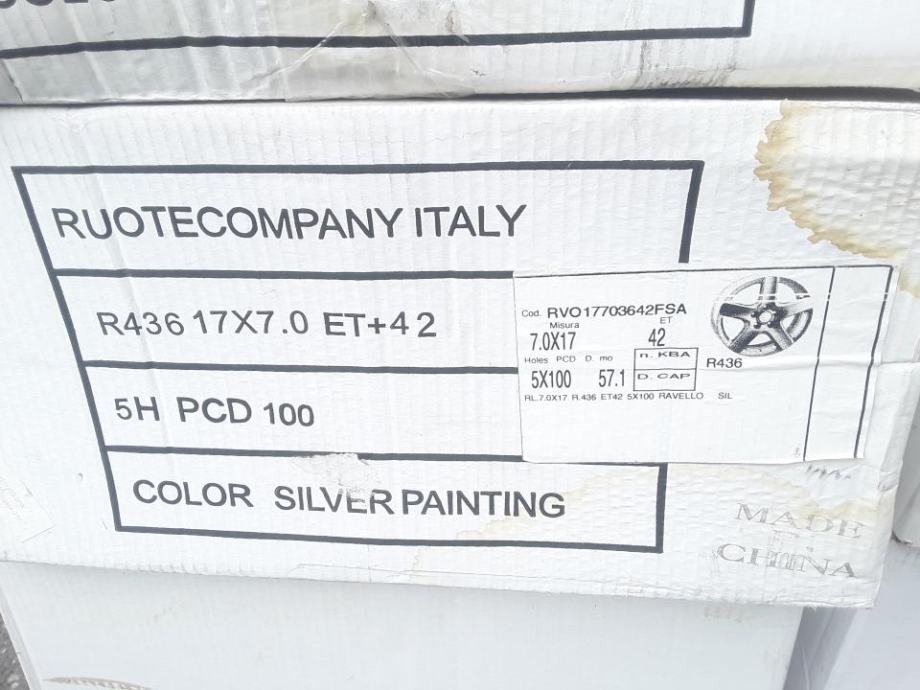 RUOTECOMPANY ITALY
R436 17X7.0 ET+42
5H PCD 100
COLOR SILVER PAINTING
Cod. RVO17703642FSA
Misura ET
7.0X17 42
Holes PCD D. mo n. KBA
5X100 57.1 D. CAP
R436
RL.7.0X17 R.436 ET42 5X100 RAVELLO SIL
MADE
CHINA